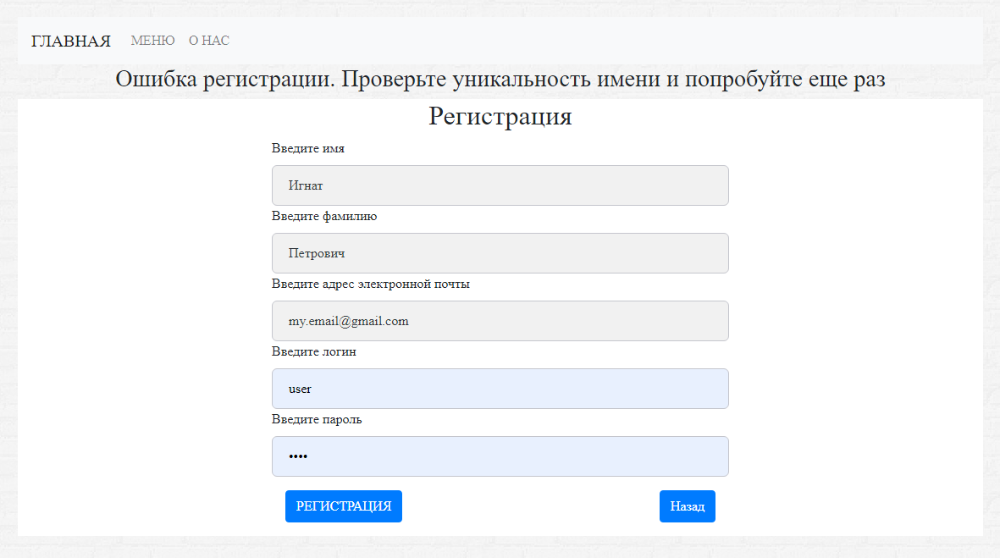 ГЛАВНАЯ МЕНЮ О НАС
Ошибка регистрации. Проверьте уникальность имени и попробуйте еще раз
Регистрация
Введите имя
Игнат
Введите фамилию
Петрович
Введите адрес электронной почты
my.email@gmail.com
Введите логин
user
Введите пароль
••••
РЕГИСТРАЦИЯ Назад